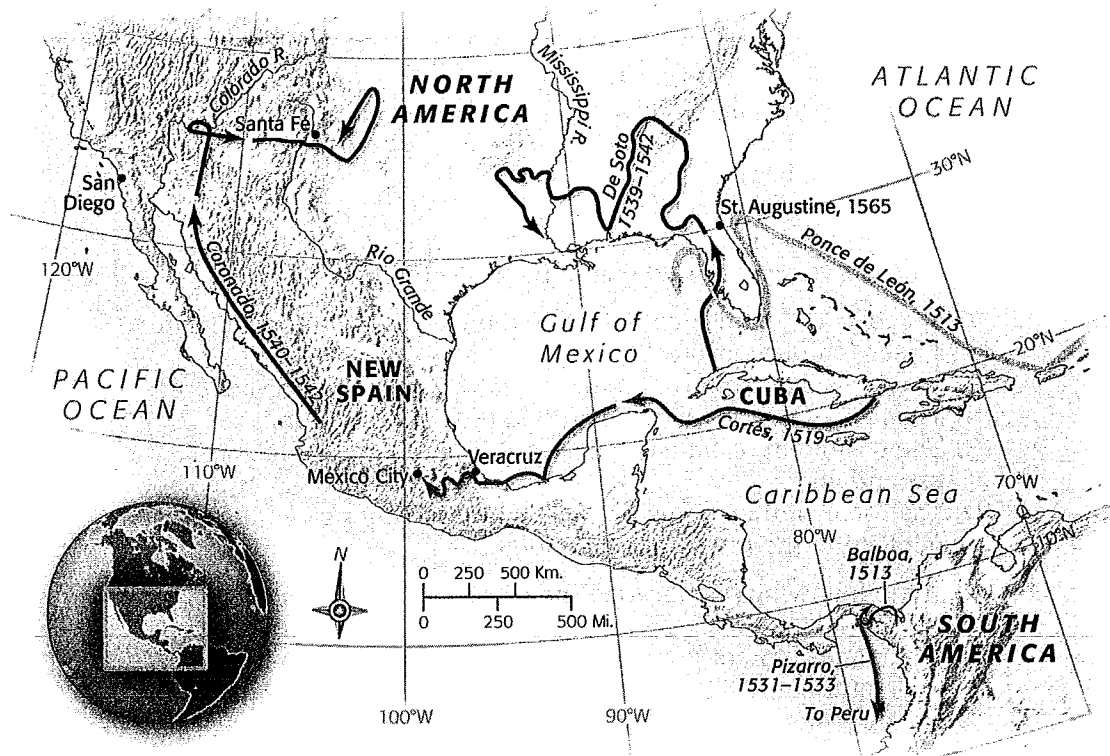 NORTH
AMERICA
ATLANTIC
OCEAN
Colorado R.
Mississippi R.
Santa Fe
De Soto
1539–1542
30°N
San
Diego
St. Augustine, 1565
120°W
Rio Grande
Ponce de León, 1513
Coronado, 1540–1542
Gulf of
Mexico
20°N
PACIFIC
OCEAN
NEW
SPAIN
CUBA
Cortés, 1519
Mexico City
Veracruz
110°W
Caribbean Sea
70°W
10°N
80°W
Balboa,
1513
N
0 250 500 Km.
0 250 500 Mi.
SOUTH
AMERICA
Pizarro,
1531–1533
To Peru
100°W
90°W